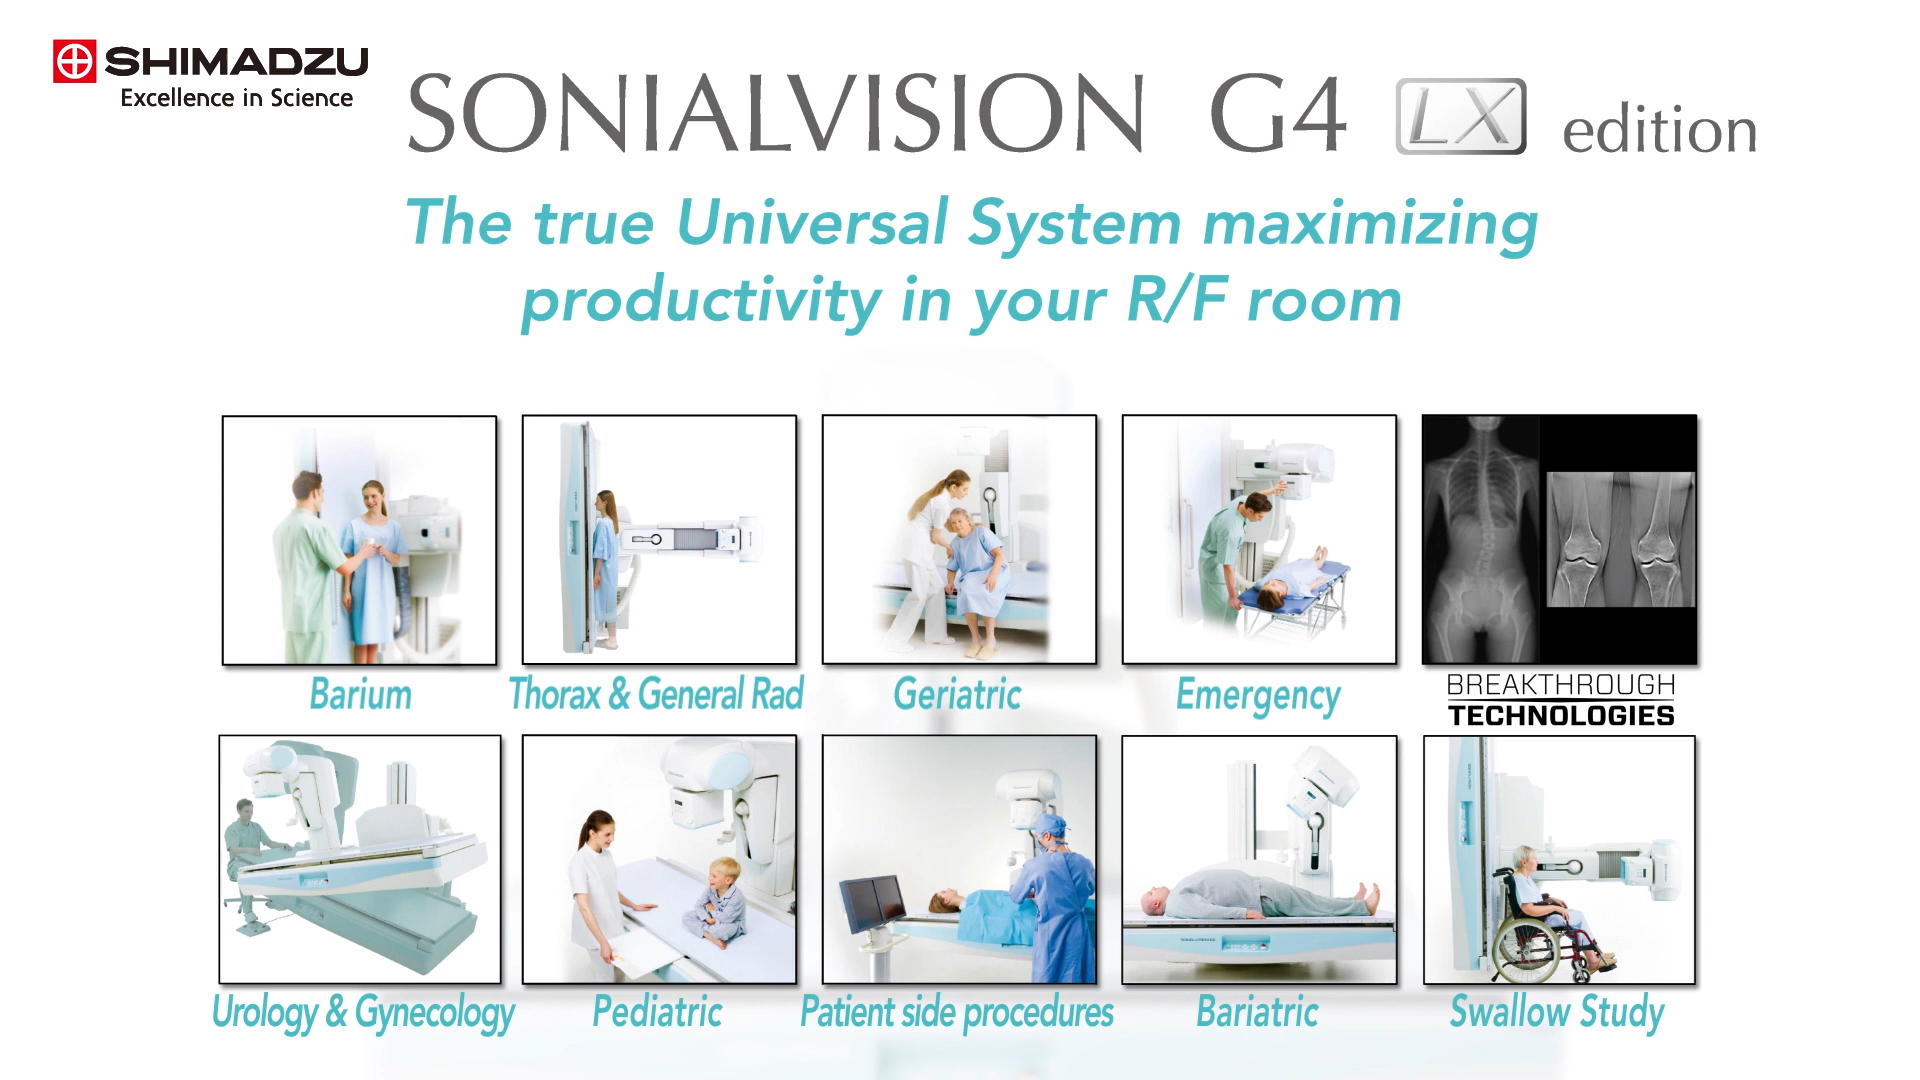 SHIMADZU
Excellence in Science
SONIALVISION G4 LX edition
The true Universal System maximizing
productivity in your R/F room
Barium
Thorax & General Rad
Geriatric
Emergency
BREAKTHROUGH
TECHNOLOGIES
Urology & Gynecology
Pediatric
Patient side procedures
Bariatric
Swallow Study